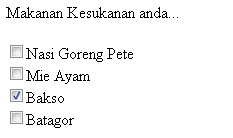 Makanan Kesukanan anda...
Nasi Goreng Pete
Mie Ayam
Bakso
Batagor